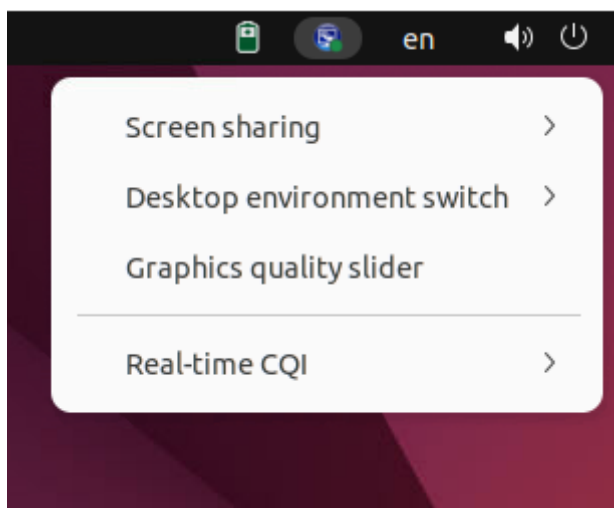 en
Screen sharing
Desktop environment switch
Graphics quality slider
Real-time CQI